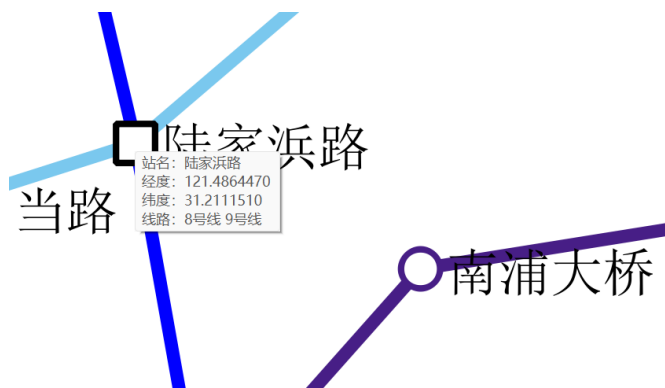 陆家浜路
站名：陆家浜路
经度：121.4864470
纬度：31.2111510
线路：8号线 9号线
当路
南浦大桥